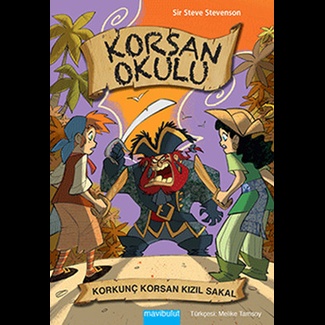 Sir Steve Stevenson
KORSAN
OKULU
KORKUNÇ KORSAN KIZIL SAKAL
mavibulut
Türkçesi: Melike Tamsoy